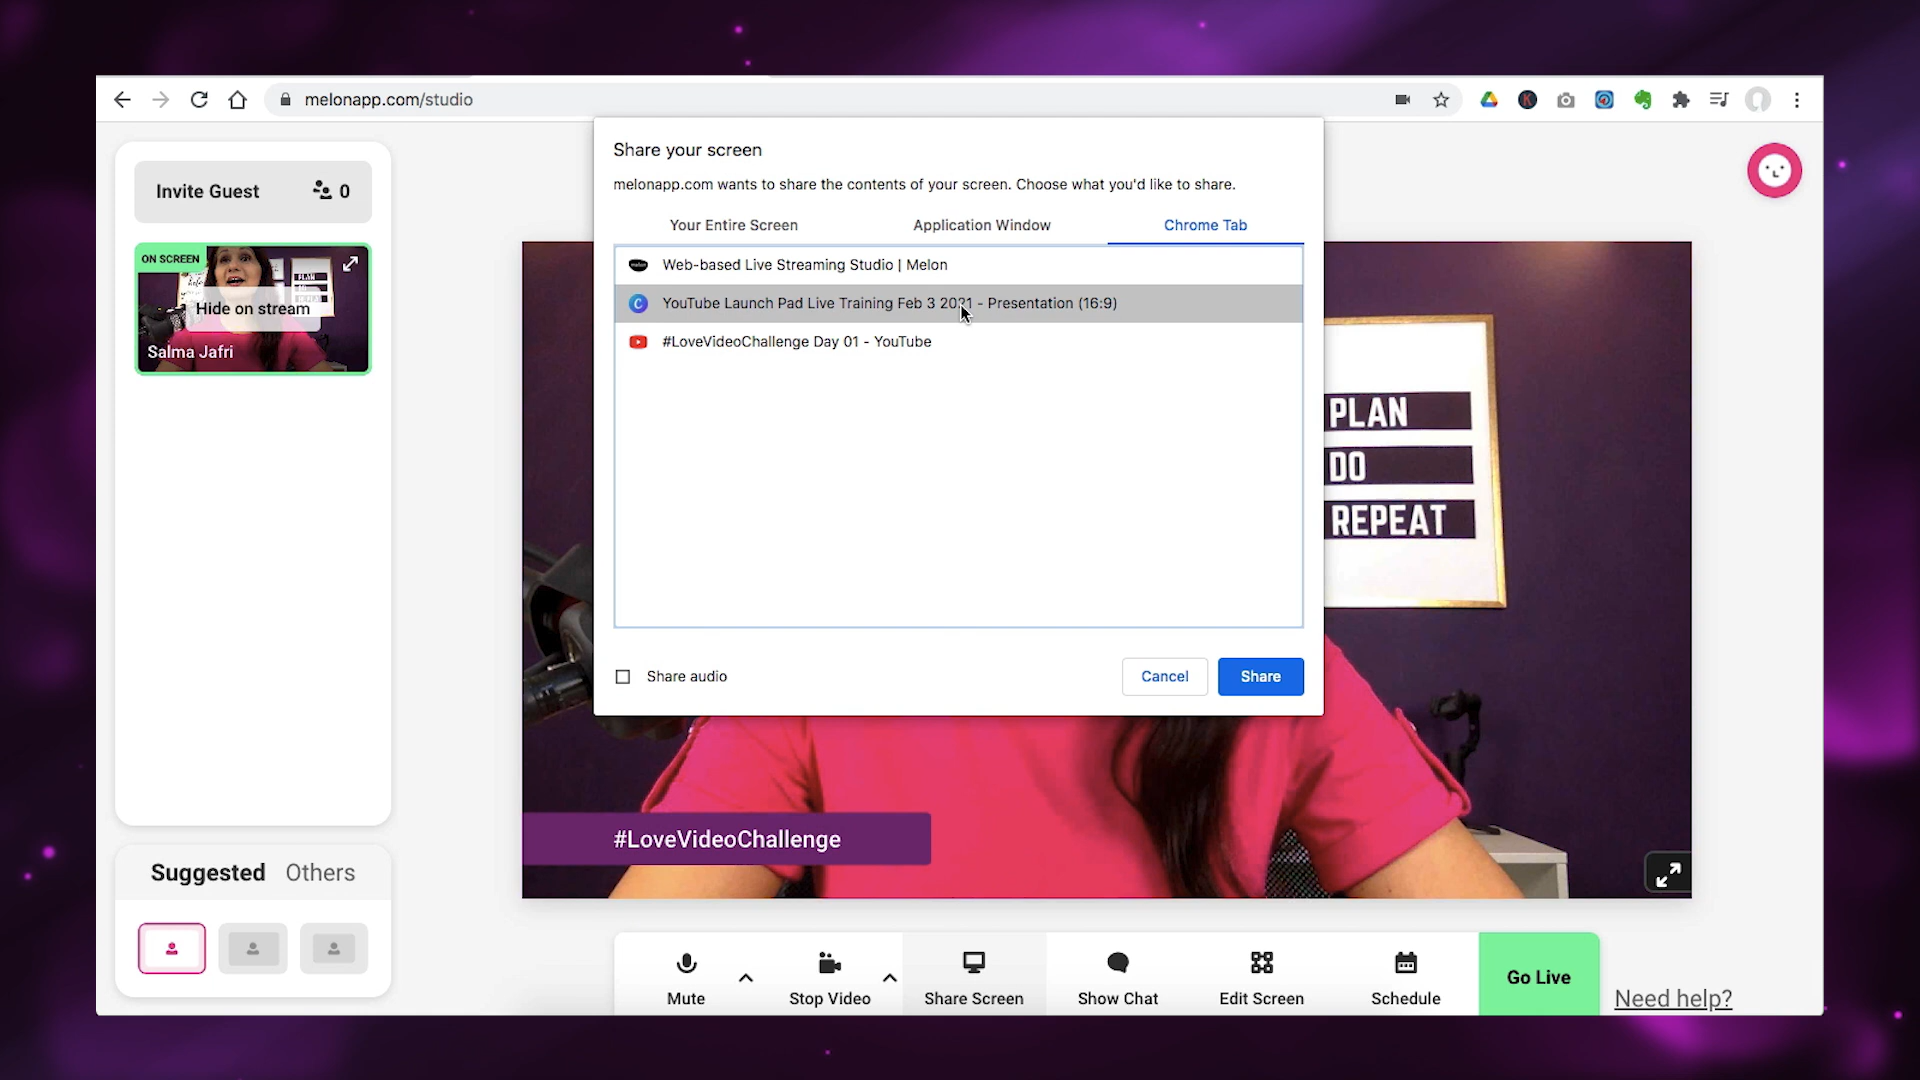 melonapp.com/studio
Invite Guest 0
ON SCREEN
Hide on stream
Salma Jafri
Share your screen
melonapp.com wants to share the contents of your screen. Choose what you'd like to share.
Your Entire Screen Application Window Chrome Tab
Web-based Live Streaming Studio | Melon
YouTube Launch Pad Live Training Feb 3 2021 - Presentation (16:9)
#LoveVideoChallenge Day 01 - YouTube
Share audio
Cancel Share
PLAN
DO
REPEAT
#LoveVideoChallenge
Suggested Others
Mute Stop Video Share Screen Show Chat Edit Screen Schedule Go Live
Need help?